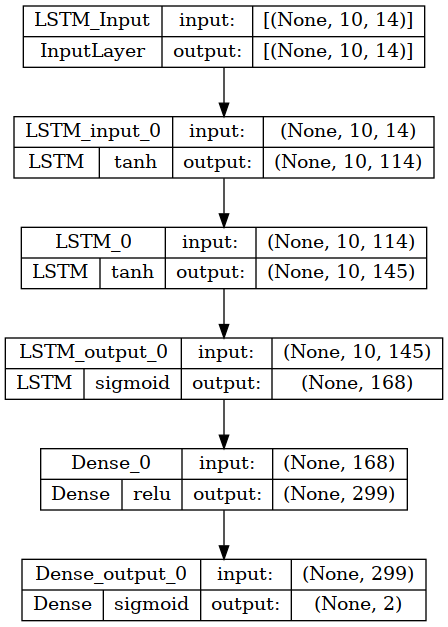 LSTM_Input input: [(None, 10, 14)]
InputLayer output: [(None, 10, 14)]
LSTM_input_0 input: (None, 10, 14)
LSTM tanh output: (None, 10, 114)
LSTM_0 input: (None, 10, 114)
LSTM tanh output: (None, 10, 145)
LSTM_output_0 input: (None, 10, 145)
LSTM sigmoid output: (None, 168)
Dense_0 input: (None, 168)
Dense relu output: (None, 299)
Dense_output_0 input: (None, 299)
Dense sigmoid output: (None, 2)